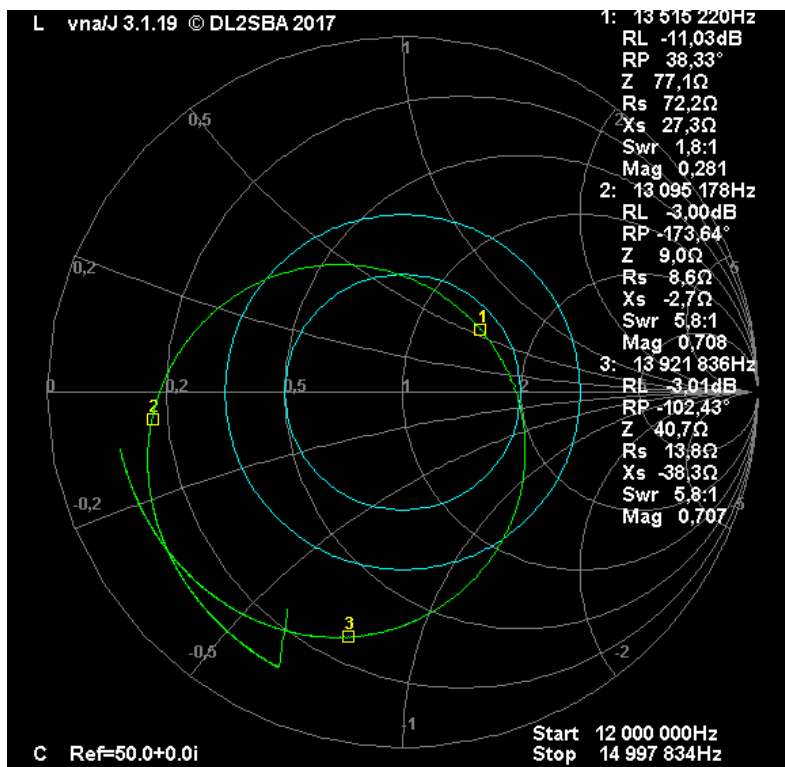 L vna/J 3.1.19 © DL2SBA 2017
1: 13 515 220Hz
RL -11,03dB
RP 38,33°
Z 77,1Ω
Rs 72,2Ω
Xs 27,3Ω
Swr 1,8:1
Mag 0,281
2: 13 095 178Hz
RL -3,00dB
RP -173,64°
Z 9,0Ω
Rs 8,6Ω
Xs -2,7Ω
Swr 5,8:1
Mag 0,708
3: 13 921 836Hz
RL -3,01dB
RP -102,43°
Z 40,7Ω
Rs 13,8Ω
Xs -38,3Ω
Swr 5,8:1
Mag 0,707
1
0,5
2
0,2
5
1
0
0,2
0,5
1
2
5
2
-0,2
-5
3
-0,5
-2
-1
C Ref=50.0+0.0i
Start 12 000 000Hz
Stop 14 997 834Hz